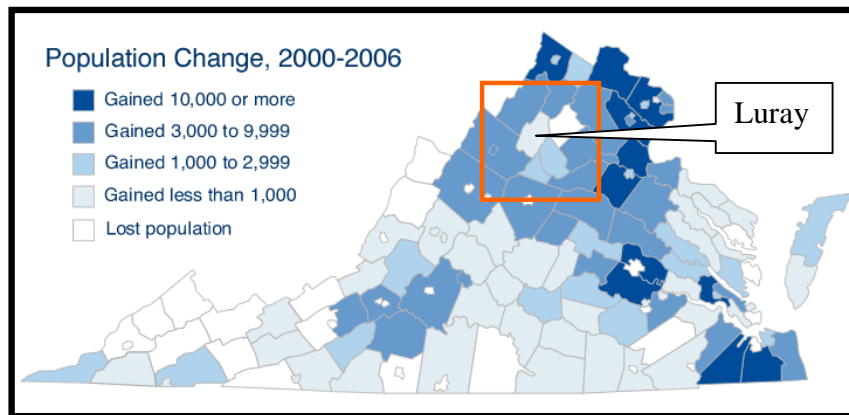 Population Change, 2000-2006
Gained 10,000 or more
Gained 3,000 to 9,999
Gained 1,000 to 2,999
Gained less than 1,000
Lost population
Luray